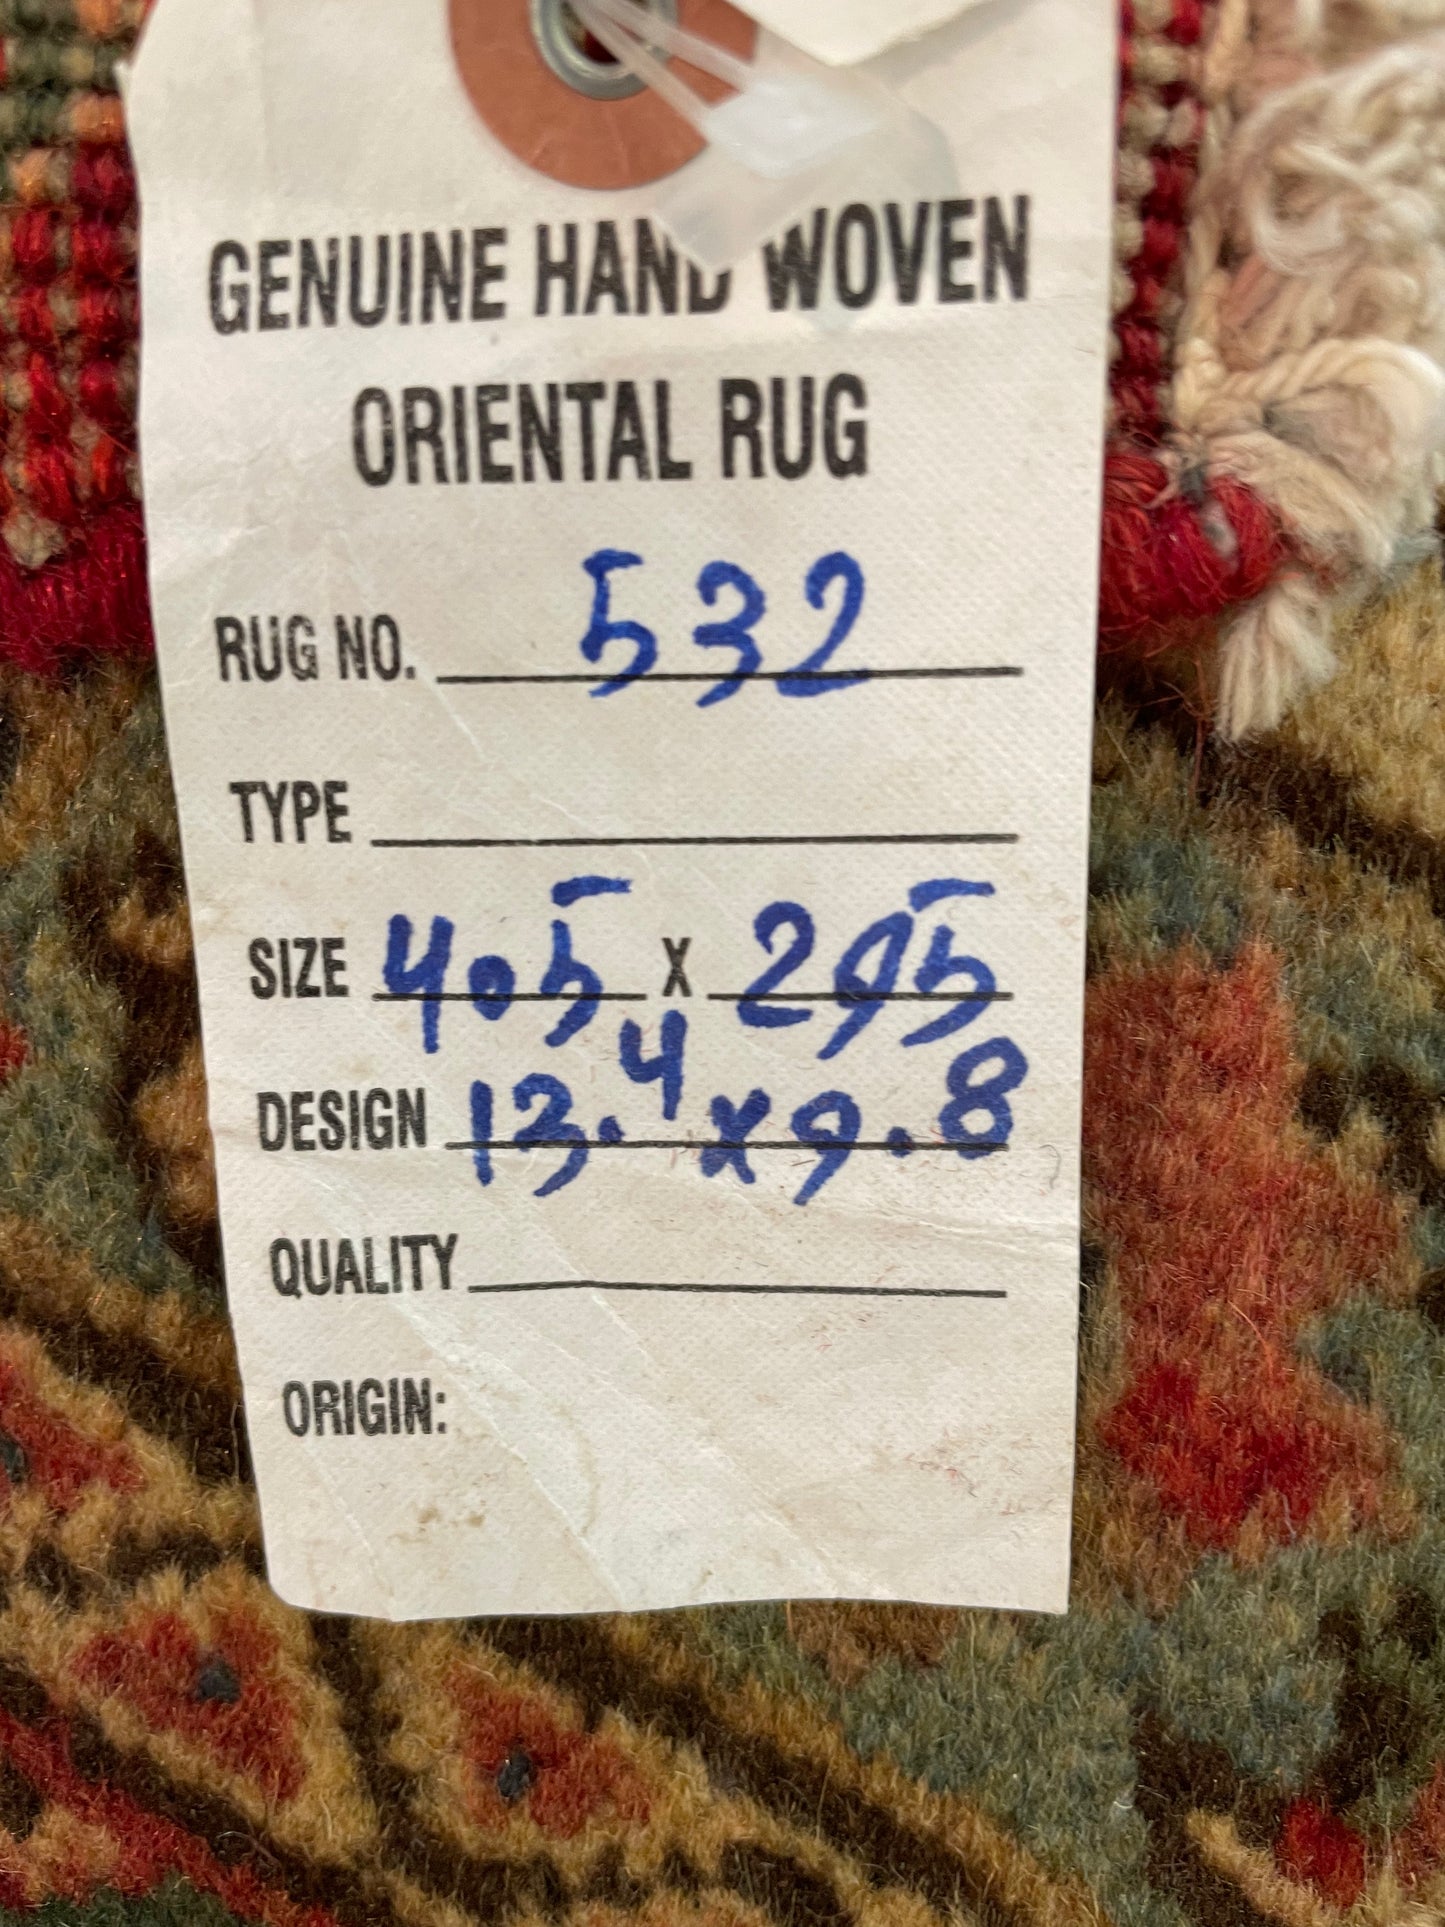 GENUINE HAND WOVEN
ORIENTAL RUG
RUG NO. 532
TYPE
SIZE 405 X 295
DESIGN 13.4 x 9.8
QUALITY
ORIGIN: